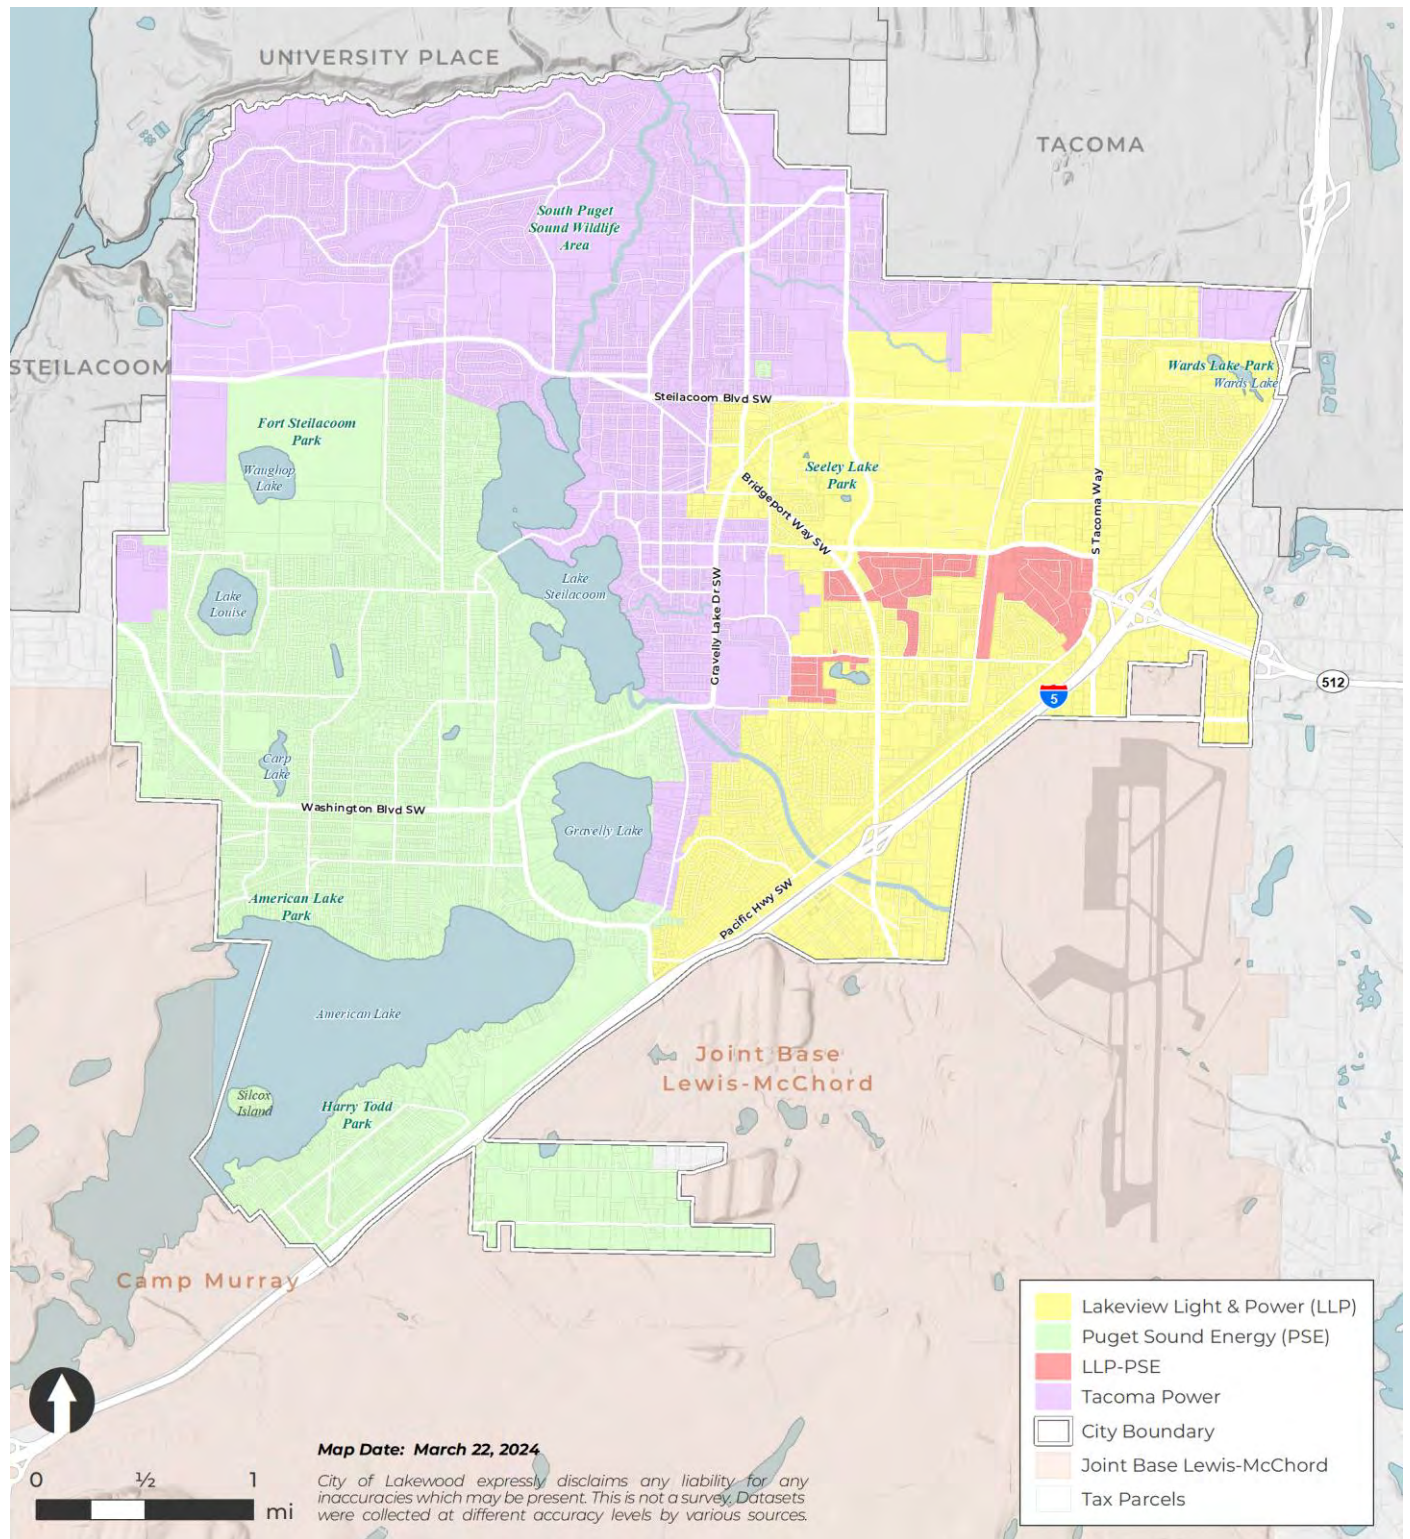 UNIVERSITY PLACE
TACOMA
South Puget
Sound Wildlife
Area
STEILACOOM
Wards Lake Park
Wards Lake
Steilacoom Blvd SW
Fort Steilacoom
Park
Waughop
Lake
Seeley Lake
Park
Bridgeport Way SW
S Tacoma Way
Lake
Louise
Lake
Steilacoom
Gravelly Lake Dr SW
512
5
Carp
Lake
Washington Blvd SW
Gravelly Lake
American Lake
Park
Pacific Hwy SW
American Lake
Joint Base
Lewis-McChord
Silcox
Island
Harry Todd
Park
Camp Murray
Lakeview Light & Power (LLP)
Puget Sound Energy (PSE)
LLP-PSE
Tacoma Power
City Boundary
Joint Base Lewis-McChord
Tax Parcels
Map Date: March 22, 2024
0 ½ 1
mi
City of Lakewood expressly disclaims any liability for any
inaccuracies which may be present. This is not a survey. Datasets
were collected at different accuracy levels by various sources.